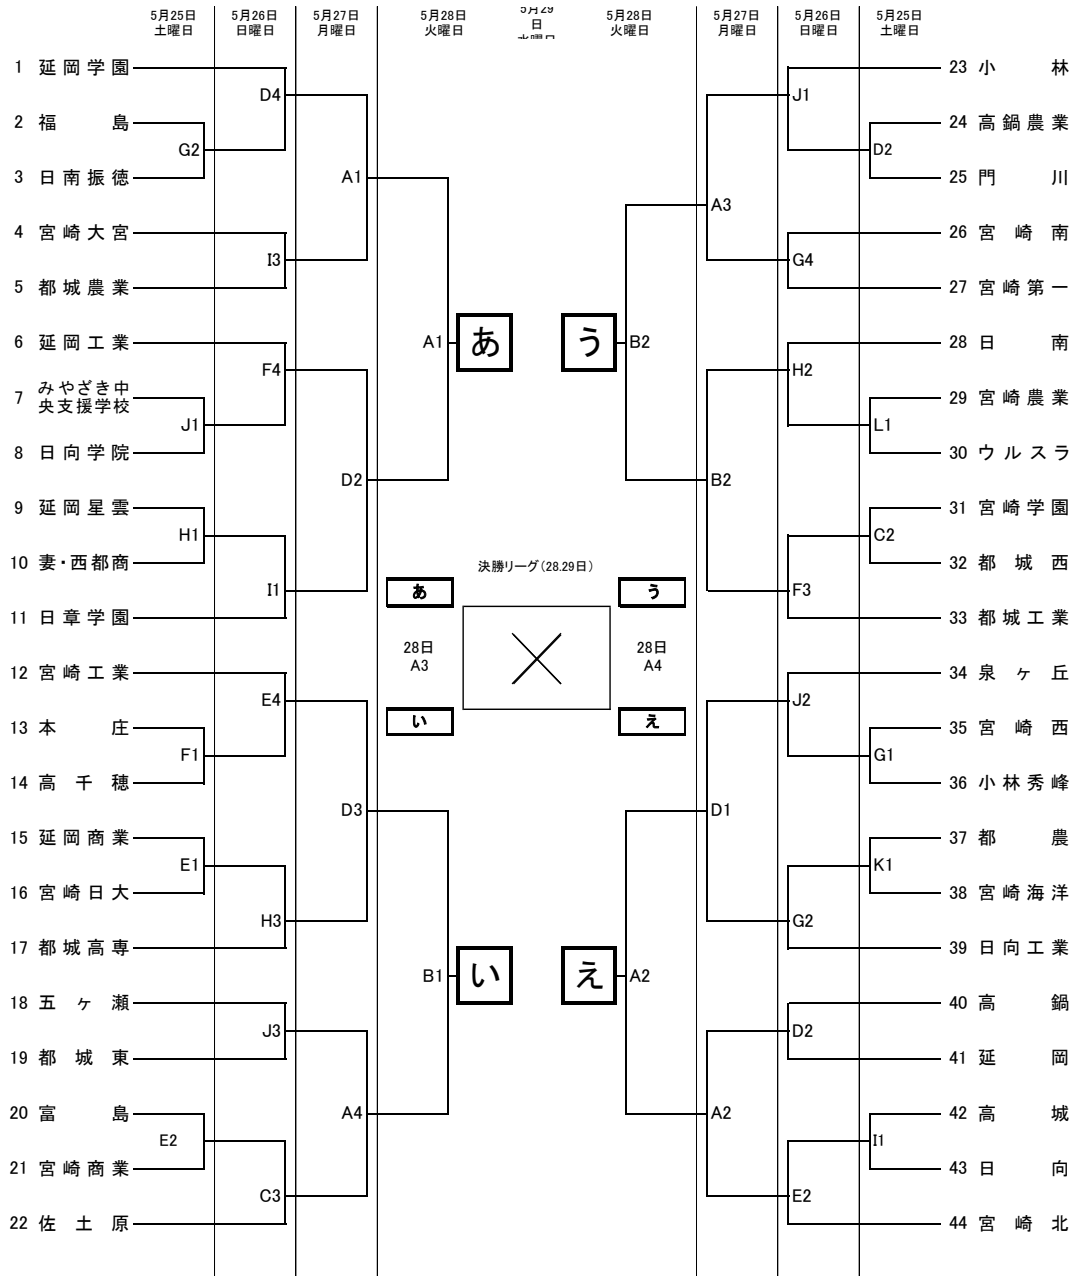 5月25日 5月26日 5月27日 5月28日 5月29 5月28日 5月27日 5月26日 5月25日
土曜日 日曜日 月曜日 火曜日 日 火曜日 月曜日 日曜日 土曜日
水曜日
1 延岡学園
D4
2 福島
G2
3 日南振徳
A1
4 宮崎大宮
I3
5 都城農業
6 延岡工業
A1 あ
F4
7 みやざき中
央支援学校
J1
8 日向学院
D2
9 延岡星雲
H1
10 妻・西都商
I1
11 日章学園
12 宮崎工業
E4
13 本庄
F1
14 高千穂
D3
15 延岡商業
E1
16 宮崎日大
H3
17 都城高専
B1 い
18 五ヶ瀬
J3
19 都城東
20 富島
A4
E2
21 宮崎商業
C3
22 佐土原
決勝リーグ(28.29日)
あ う
28日 28日
A3 A4
い え
23 小林
J1
24 高鍋農業
D2
25 門川
A3
26 宮崎南
G4
27 宮崎第一
28 日南
う B2
H2
29 宮崎農業
L1
30 ウルスラ
B2
31 宮崎学園
C2
32 都城西
F3
33 都城工業
34 泉ヶ丘
J2
35 宮崎西
G1
36 小林秀峰
D1
37 都農
K1
38 宮崎海洋
G2
39 日向工業
え A2
40 高鍋
D2
41 延岡
42 高城
A2
I1
43 日向
E2
44 宮崎北